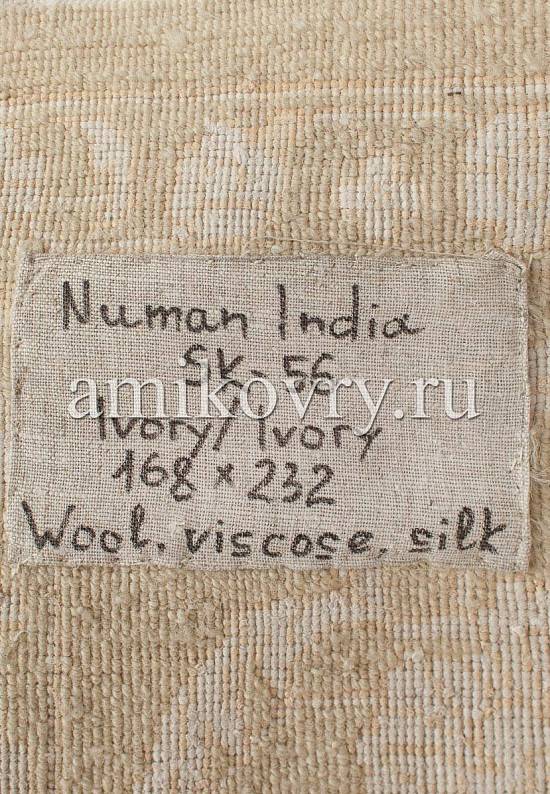 Numan India
SK-56
amikovry.ru
Ivory/Ivory
168 x 232
Wool. viscose, silk